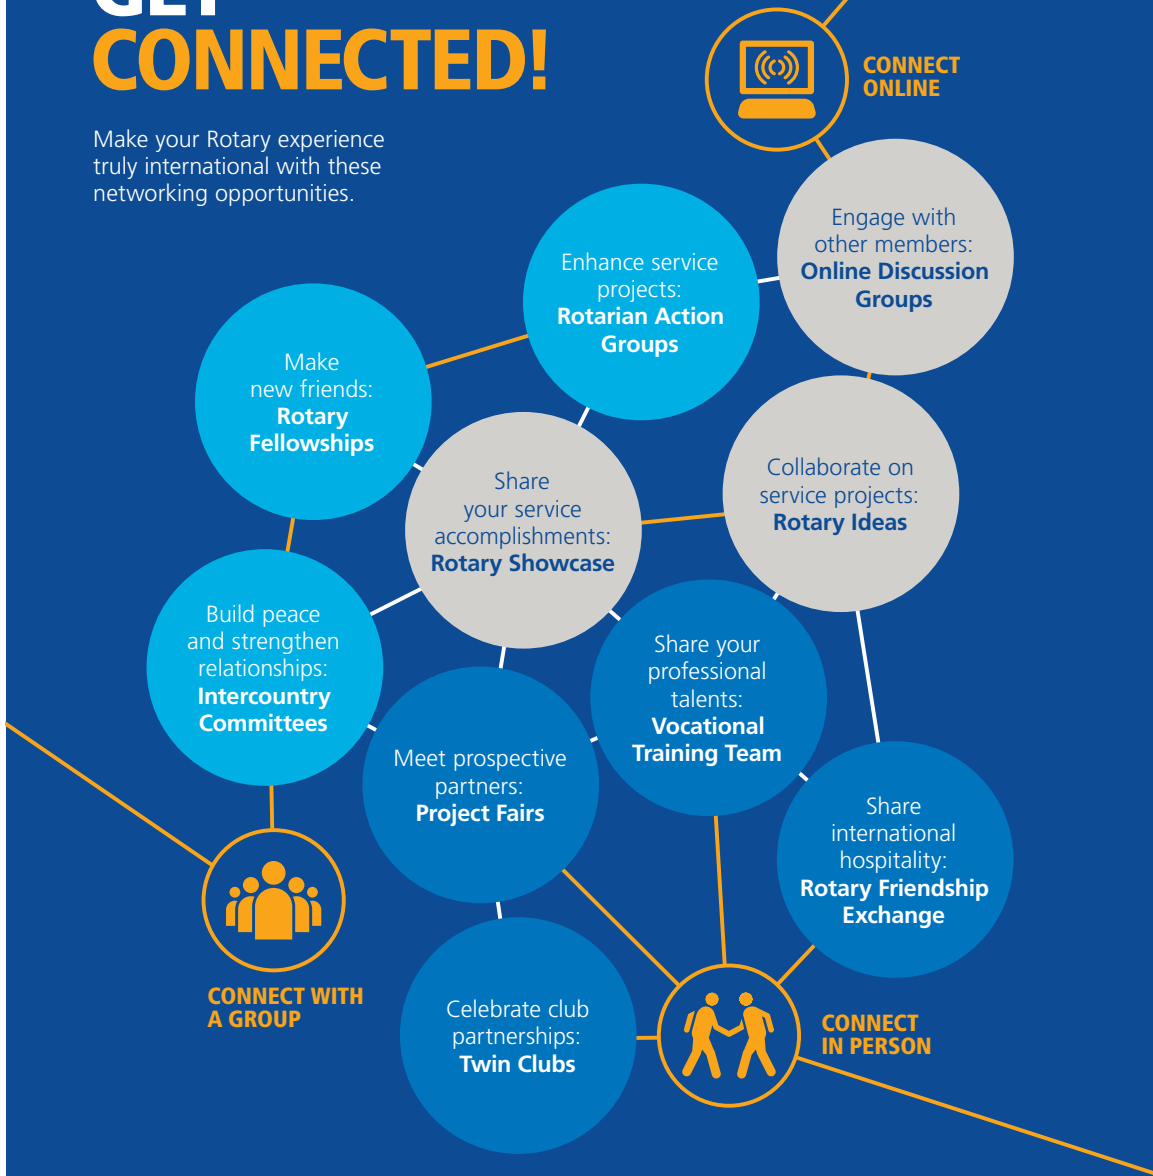 GET
CONNECTED!
Make your Rotary experience
truly international with these
networking opportunities.
CONNECT
ONLINE
Engage with
other members:
Online Discussion
Groups
Enhance service
projects:
Rotarian Action
Groups
Make
new friends:
Rotary
Fellowships
Collaborate on
service projects:
Rotary Ideas
Share
your service
accomplishments:
Rotary Showcase
Build peace
and strengthen
relationships:
Intercountry
Committees
Share your
professional
talents:
Vocational
Training Team
Meet prospective
partners:
Project Fairs
Share
international
hospitality:
Rotary Friendship
Exchange
CONNECT WITH
A GROUP
Celebrate club
partnerships:
Twin Clubs
CONNECT
IN PERSON